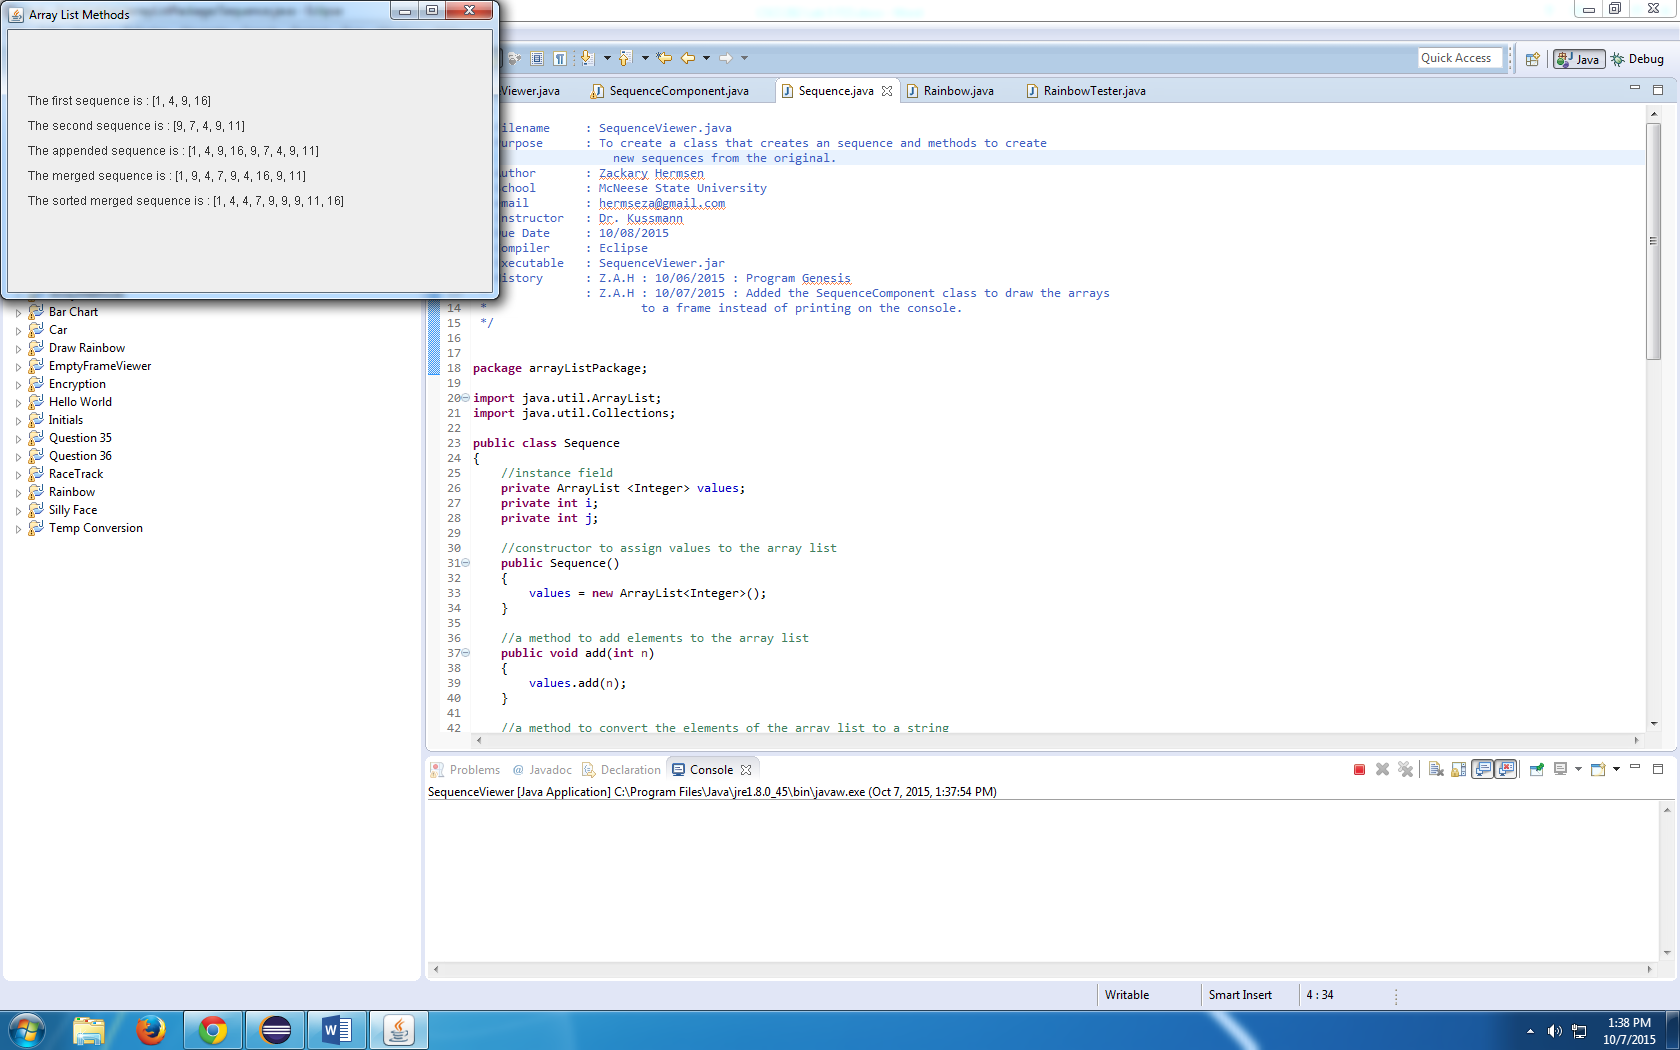 Array List Methods
The first sequence is : [1, 4, 9, 16]
The second sequence is : [9, 7, 4, 9, 11]
The appended sequence is : [1, 4, 9, 16, 9, 7, 4, 9, 11]
The merged sequence is : [1, 9, 4, 7, 9, 4, 16, 9, 11]
The sorted merged sequence is : [1, 4, 4, 7, 9, 9, 9, 11, 16]
Bar Chart
Car
Draw Rainbow
EmptyFrameViewer
Encryption
Hello World
Initials
Question 35
Question 36
RaceTrack
Rainbow
Silly Face
Temp Conversion
Quick Access
Java
Debug
Viewer.java
SequenceComponent.java
Sequence.java
Rainbow.java
RainbowTester.java
ilename : SequenceViewer.java
urpose : To create a class that creates an sequence and methods to create
new sequences from the original.
uthor : Zackary Hermsen
chool : McNeese State University
mail : hermseza@gmail.com
nstructor : Dr. Kussmann
ue Date : 10/08/2015
ompiler : Eclipse
xecutable : SequenceViewer.jar
istory : Z.A.H : 10/06/2015 : Program Genesis
: Z.A.H : 10/07/2015 : Added the SequenceComponent class to draw the arrays
14 * to a frame instead of printing on the console.
15 */
16
17
18 package arrayListPackage;
19
20 import java.util.ArrayList;
21 import java.util.Collections;
22
23 public class Sequence
24 {
25 //instance field
26 private ArrayList <Integer> values;
27 private int i;
28 private int j;
29
30 //constructor to assign values to the array list
31 public Sequence()
32 {
33 values = new ArrayList<Integer>();
34 }
35
36 //a method to add elements to the array list
37 public void add(int n)
38 {
39 values.add(n);
40 }
41
42 //a method to convert the elements of the array list to a string
Problems
@ Javadoc
Declaration
Console
SequenceViewer [Java Application] C:\Program Files\Java\jre1.8.0_45\bin\javaw.exe (Oct 7, 2015, 1:37:54 PM)
Writable
Smart Insert
4 : 34
1:38 PM
10/7/2015